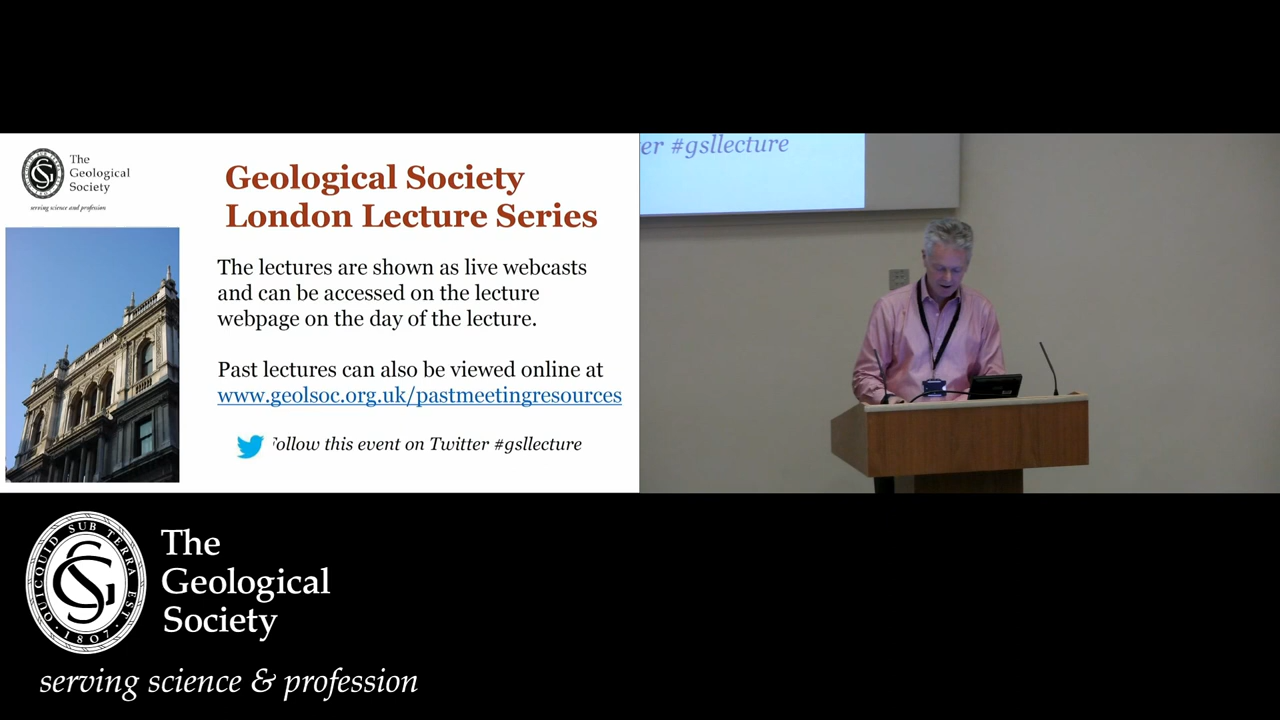 The
Geological
Society
serving science and profession
Geological Society
London Lecture Series
The lectures are shown as live webcasts
and can be accessed on the lecture
webpage on the day of the lecture.
Past lectures can also be viewed online at
www.geolsoc.org.uk/pastmeetingresources
follow this event on Twitter #gsllecture
er #gsllecture
QUICQUID SUB TERRA EST
· 1807 ·
The
Geological
Society
serving science & profession